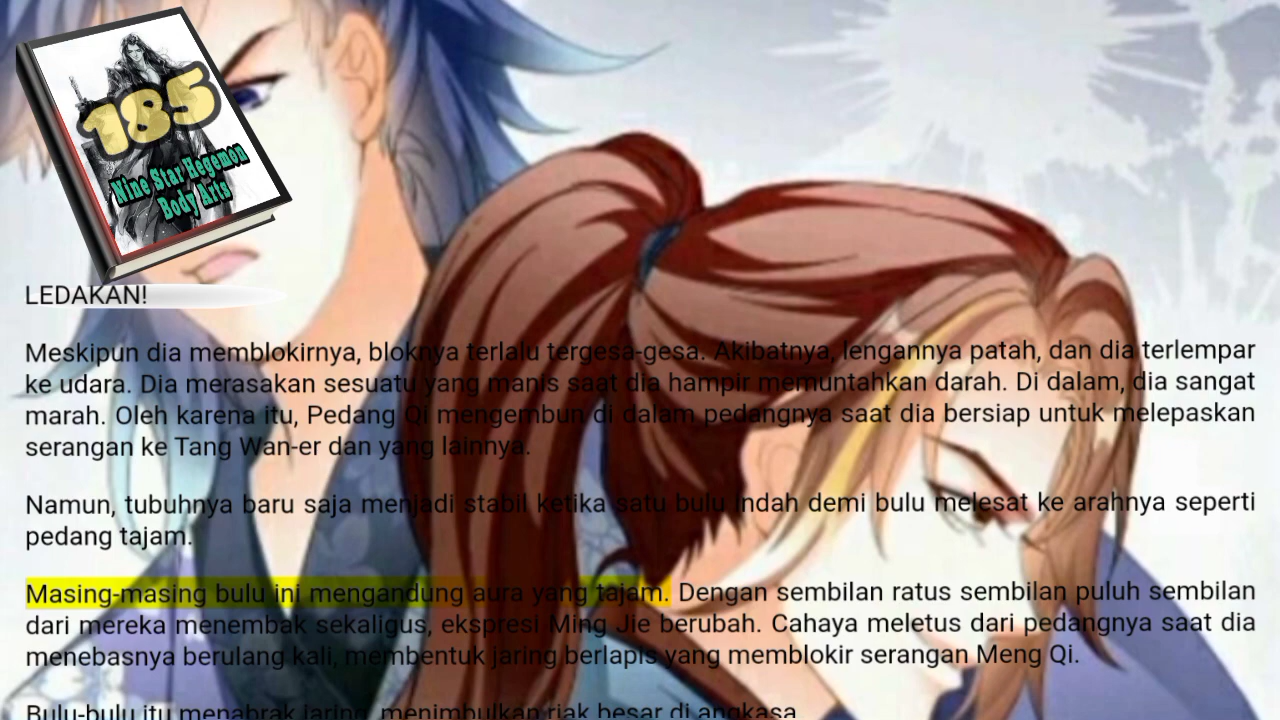 185
Nine Star Hegemon
Body Arts
LEDAKAN!
Meskipun dia memblokirnya, bloknya terlalu tergesa-gesa. Akibatnya, lengannya patah, dan dia terlempar
ke udara. Dia merasakan sesuatu yang manis saat dia hampir memuntahkan darah. Di dalam, dia sangat
marah. Oleh karena itu, Pedang Qi mengembun di dalam pedangnya saat dia bersiap untuk melepaskan
serangan ke Tang Wan-er dan yang lainnya.
Namun, tubuhnya baru saja menjadi stabil ketika satu bulu indah demi bulu melesat ke arahnya seperti
pedang tajam.
Masing-masing bulu ini mengandung aura yang tajam. Dengan sembilan ratus sembilan puluh sembilan
dari mereka menembak sekaligus, ekspresi Ming Jie berubah. Cahaya meletus dari pedangnya saat dia
menebasnya berulang kali, membentuk jaring berlapis yang memblokir serangan Meng Qi.
Bulu-bulu itu menabrak jaring, menimbulkan riak besar di angkasa